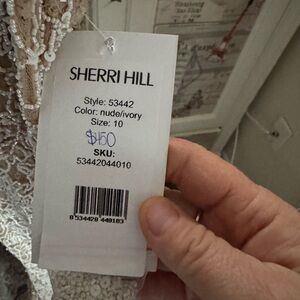 SHERRI HILL
Style: 53442
Color: nude/ivory
Size: 10
$150
SKU:
53442044010